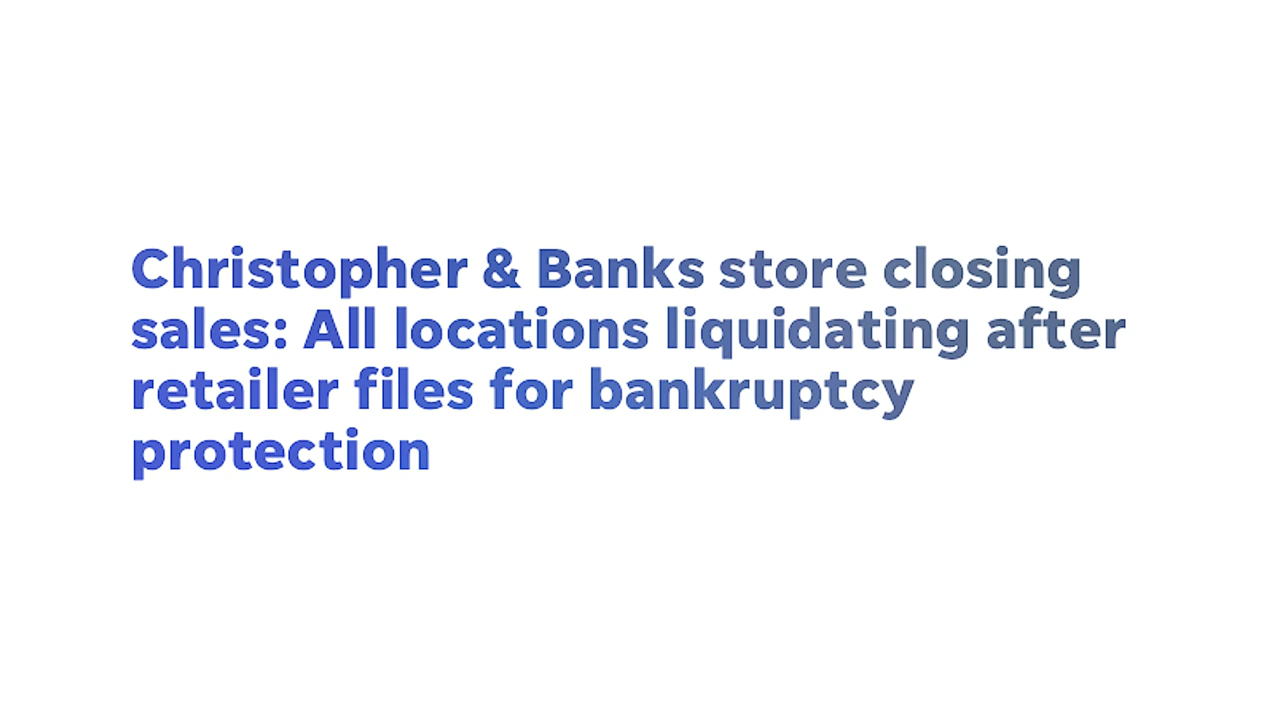 Christopher & Banks store closing
sales: All locations liquidating after
retailer files for bankruptcy
protection